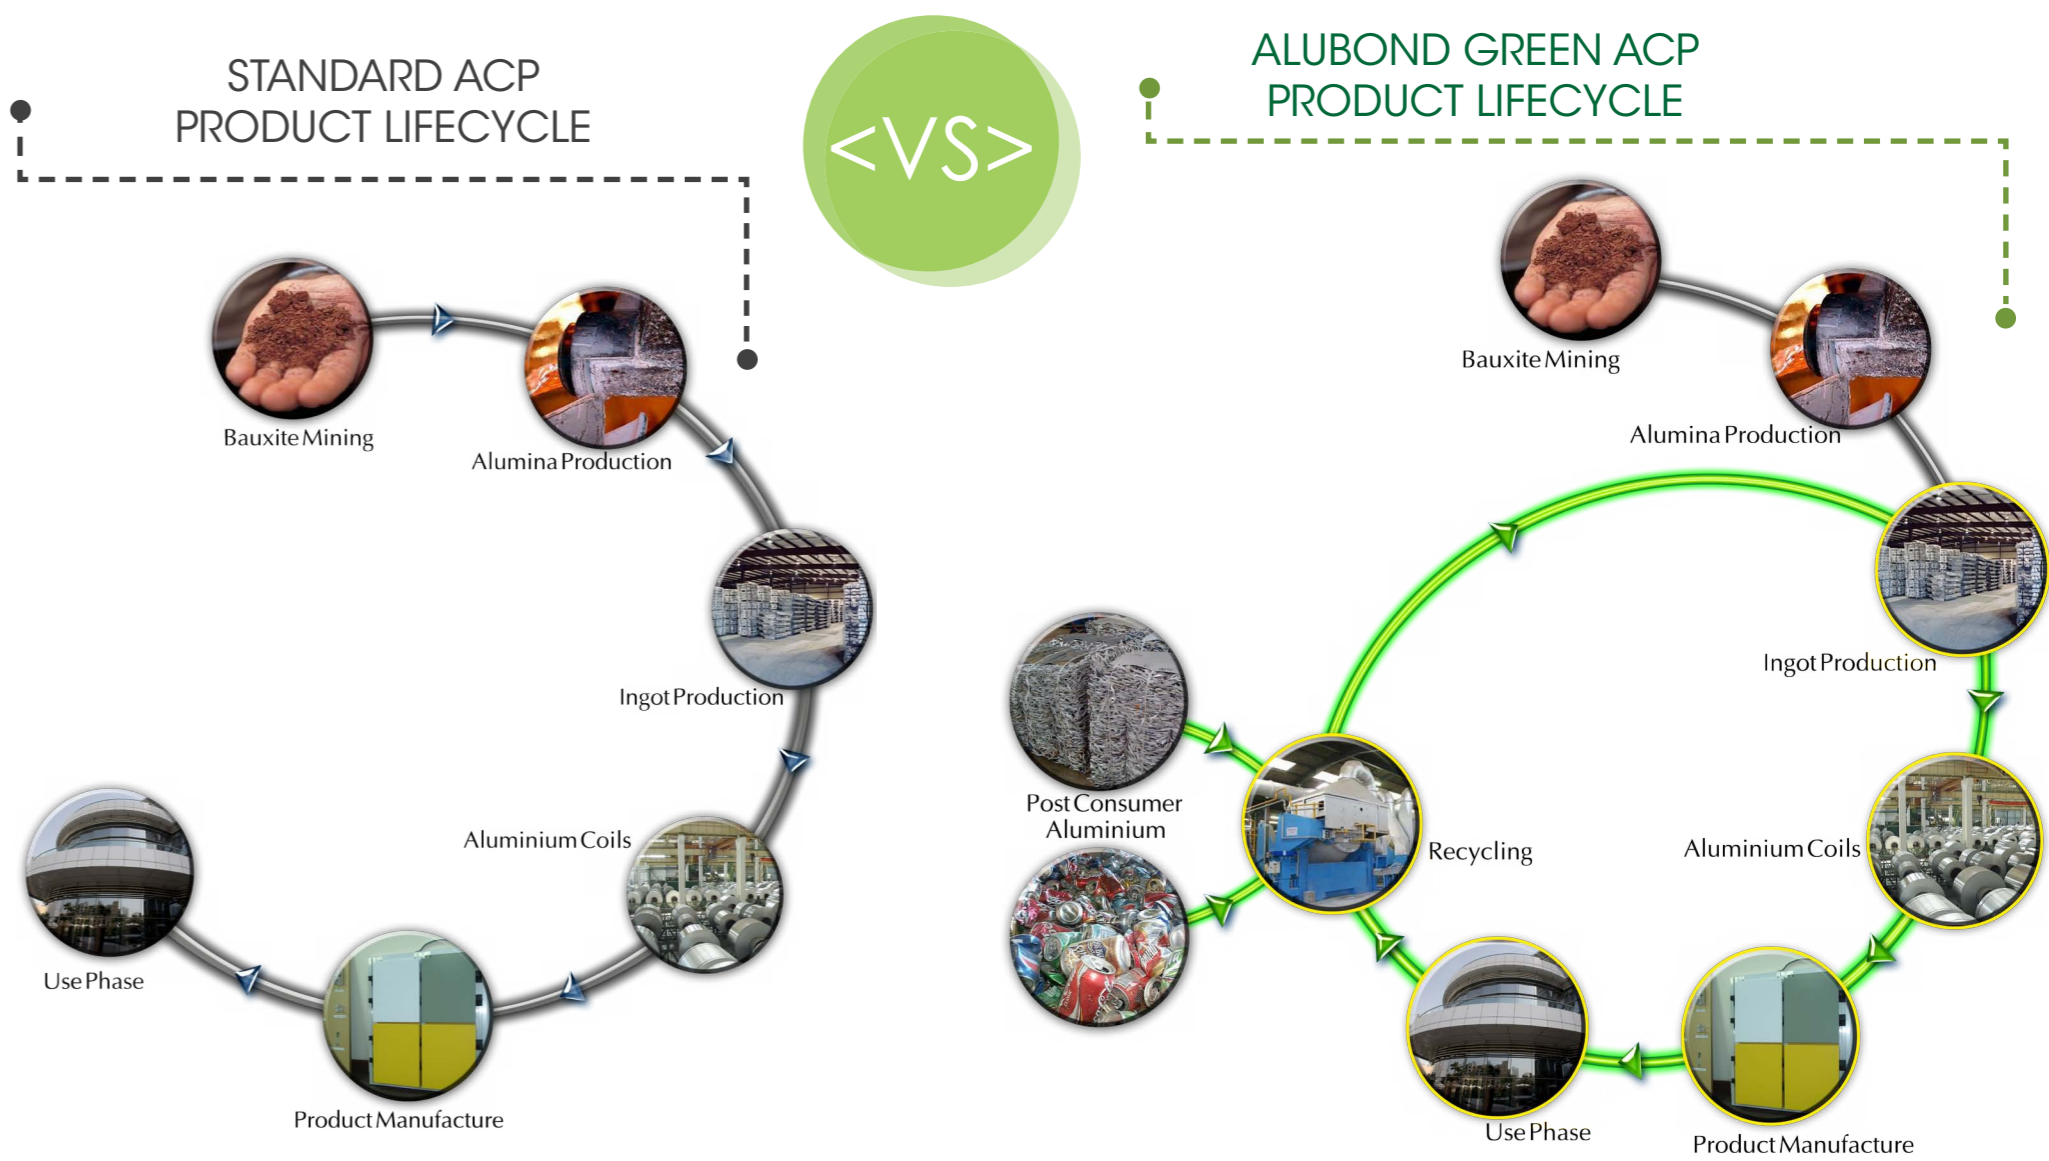 STANDARD ACP
PRODUCT LIFECYCLE
<VS>
ALUBOND GREEN ACP
PRODUCT LIFECYCLE
Bauxite Mining
Alumina Production
Ingot Production
Aluminium Coils
Product Manufacture
Use Phase
Bauxite Mining
Alumina Production
Ingot Production
Aluminium Coils
Product Manufacture
Use Phase
Recycling
Post Consumer
Aluminium